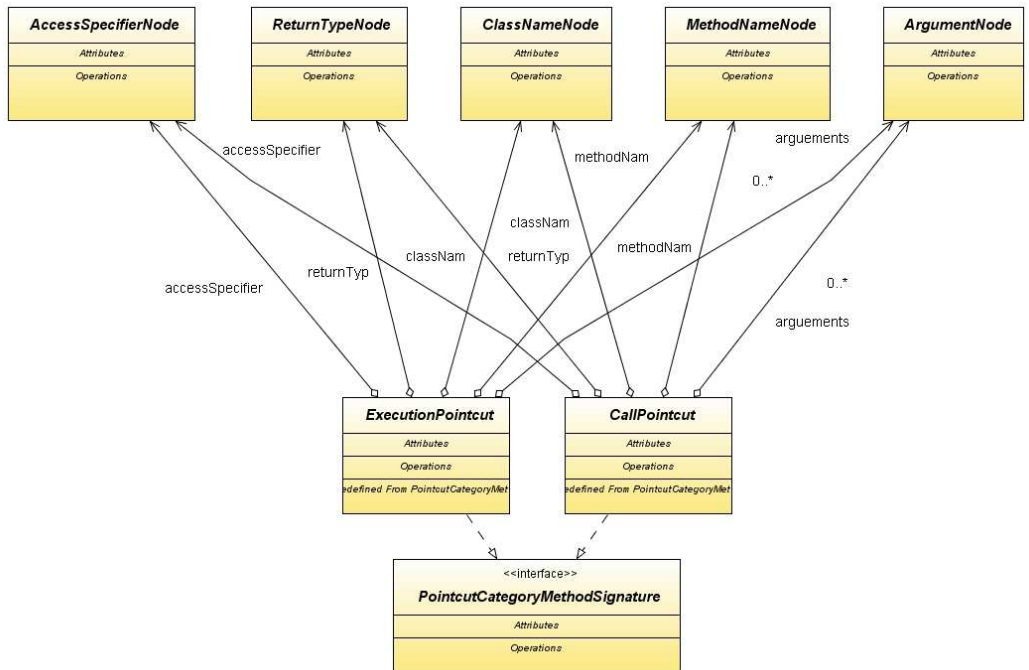 AccessSpecifierNode
Attributes
Operations
ReturnTypeNode
Attributes
Operations
ClassNameNode
Attributes
Operations
MethodNameNode
Attributes
Operations
ArgumentNode
Attributes
Operations
accessSpecifier
methodNam
arguements
0..*
classNam
returnTyp
classNam
returnTyp
methodNam
accessSpecifier
0..*
arguements
ExecutionPointcut
Attributes
Operations
edefined From PointcutCategoryMet
CallPointcut
Attributes
Operations
edefined From PointcutCategoryMet
<<interface>>
PointcutCategoryMethodSignature
Attributes
Operations